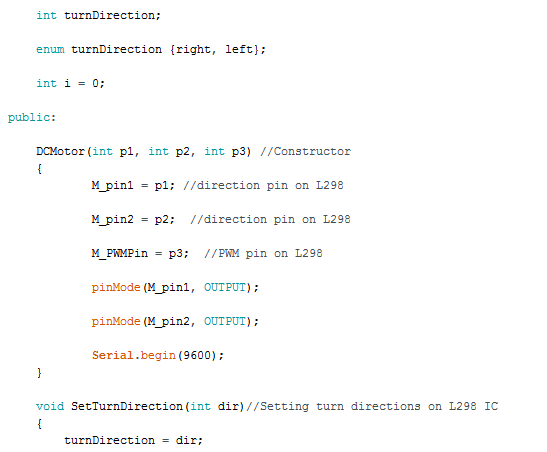 int turnDirection;
enum turnDirection {right, left};
int i = 0;
public:
DCMotor(int p1, int p2, int p3) //Constructor
{
M_pin1 = p1; //direction pin on L298
M_pin2 = p2;  //direction pin on L298
M_PWMPin = p3;  //PWM pin on L298
pinMode(M_pin1, OUTPUT);
pinMode(M_pin2, OUTPUT);
Serial.begin(9600);
}
void SetTurnDirection(int dir)//Setting turn directions on L298 IC
{
turnDirection = dir;